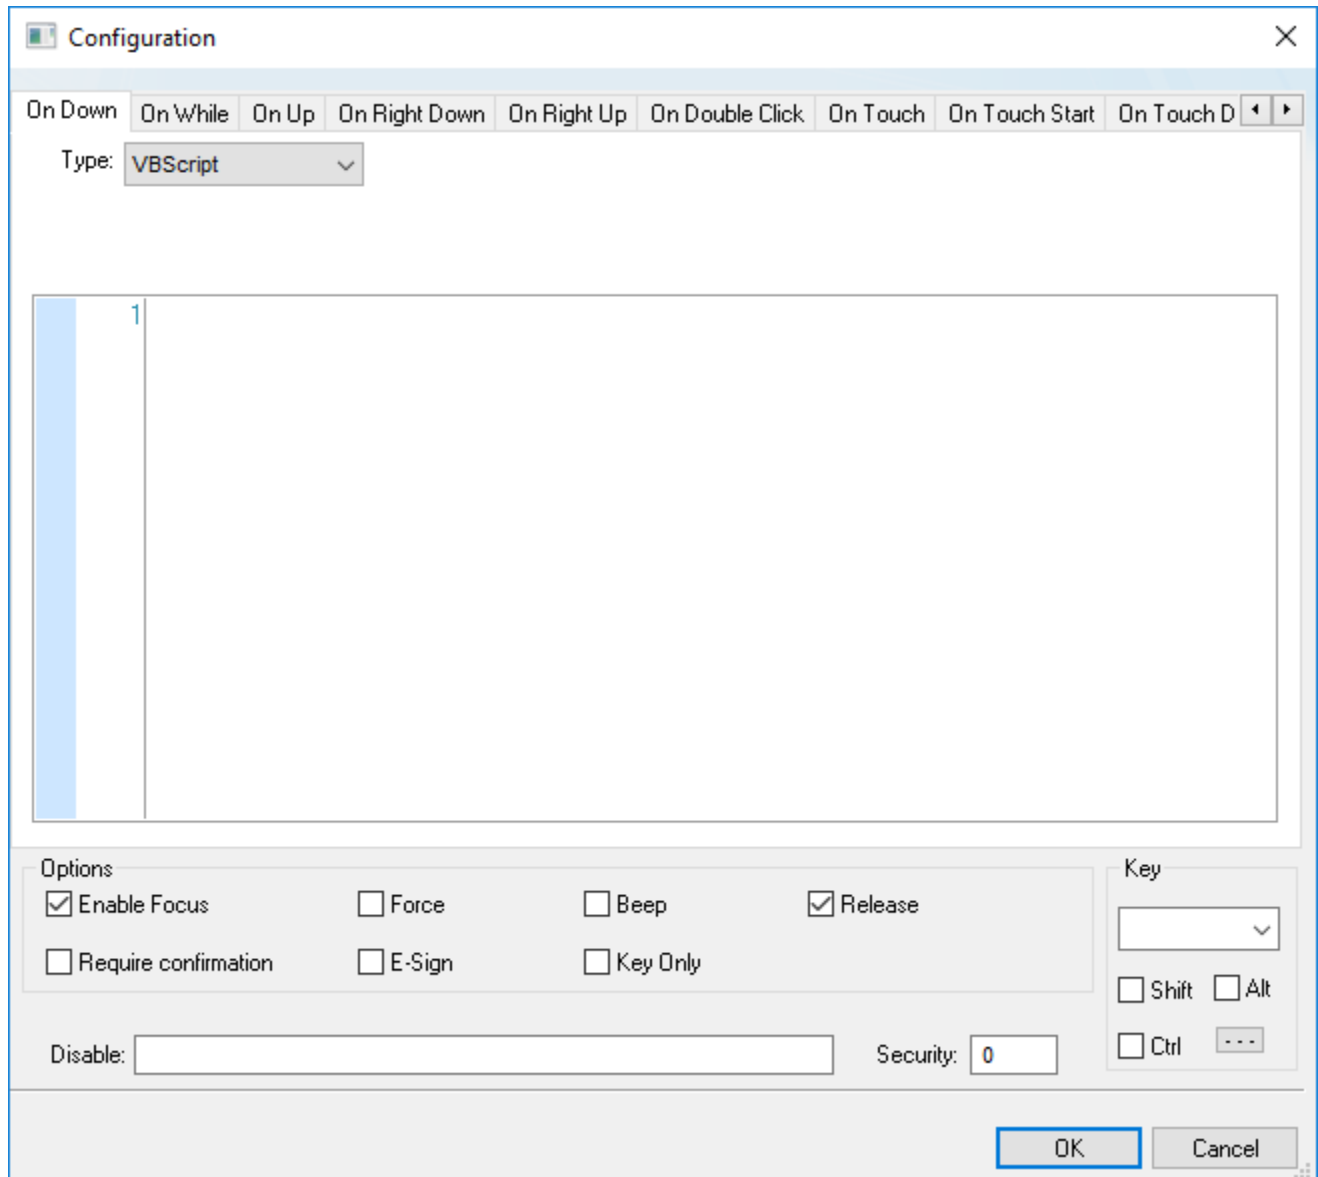 Configuration
On Down On While On Up On Right Down On Right Up On Double Click On Touch On Touch Start On Touch D
Type: VBScript
1
Options Key
Enable Focus Force Beep Release
Require confirmation E-Sign Key Only
Shift Alt
Disable: Security: 0 Ctrl ...
OK Cancel